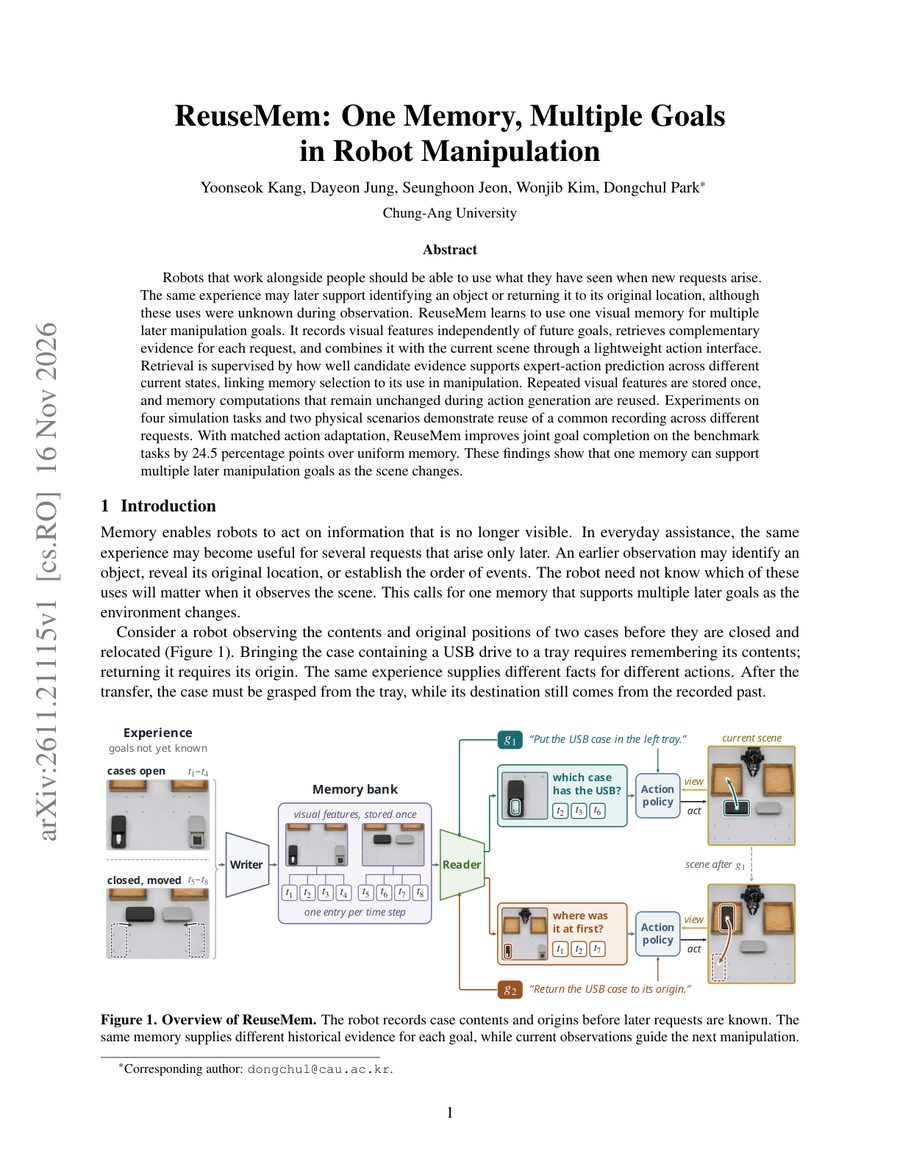 ReuseMem: One Memory, Multiple Goals
in Robot Manipulation
Yoonseok Kang, Dayeon Jung, Seunghoon Jeon, Wonjib Kim, Dongchul Park*
Chung-Ang University
Abstract
Robots that work alongside people should be able to use what they have seen when new requests arise.
The same experience may later support identifying an object or returning it to its original location, although
these uses were unknown during observation. ReuseMem learns to use one visual memory for multiple
later manipulation goals. It records visual features independently of future goals, retrieves complementary
evidence for each request, and combines it with the current scene through a lightweight action interface.
Retrieval is supervised by how well candidate evidence supports expert-action prediction across different
current states, linking memory selection to its use in manipulation. Repeated visual features are stored once,
and memory computations that remain unchanged during action generation are reused. Experiments on
four simulation tasks and two physical scenarios demonstrate reuse of a common recording across different
requests. With matched action adaptation, ReuseMem improves joint goal completion on the benchmark
tasks by 24.5 percentage points over uniform memory. These findings show that one memory can support
multiple later manipulation goals as the scene changes.
arXiv:2611.21115v1 [cs.RO] 16 Nov 2026
1 Introduction
Memory enables robots to act on information that is no longer visible. In everyday assistance, the same
experience may become useful for several requests that arise only later. An earlier observation may identify an
object, reveal its original location, or establish the order of events. The robot need not know which of these
uses will matter when it observes the scene. This calls for one memory that supports multiple later goals as the
environment changes.
Consider a robot observing the contents and original positions of two cases before they are closed and
relocated (Figure 1). Bringing the case containing a USB drive to a tray requires remembering its contents;
returning it requires its origin. The same experience supplies different facts for different actions. After the
transfer, the case must be grasped from the tray, while its destination still comes from the recorded past.
Experience
goals not yet known
cases open t1–t4
closed, moved t5–t8
Writer
Memory bank
visual features, stored once
t1 t2 t3 t4 t5 t6 t7 t8
one entry per time step
Reader
g1 “Put the USB case in the left tray.”
which case
has the USB?
t2 t3 t6
Action
policy
view
act
current scene
scene after g1
where was
it at first?
t1 t2 t7
Action
policy
view
act
g2 “Return the USB case to its origin.”
Figure 1. Overview of ReuseMem. The robot records case contents and origins before later requests are known. The
same memory supplies different historical evidence for each goal, while current observations guide the next manipulation.
*Corresponding author: dongchul@cau.ac.kr.
1